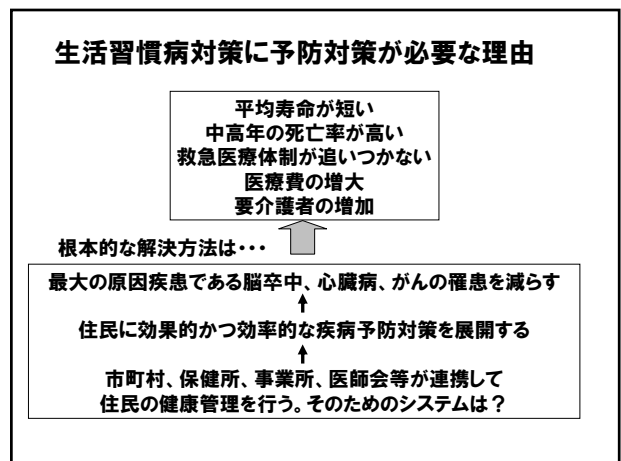 生活習慣病対策に予防対策が必要な理由
平均寿命が短い
中高年の死亡率が高い
救急医療体制が追いつかない
医療費の増大
要介護者の増加
根本的な解決方法は・・・
最大の原因疾患である脳卒中、心臓病、がんの罹患を減らす
住民に効果的かつ効率的な疾病予防対策を展開する
市町村、保健所、事業所、医師会等が連携して
住民の健康管理を行う。そのためのシステムは？